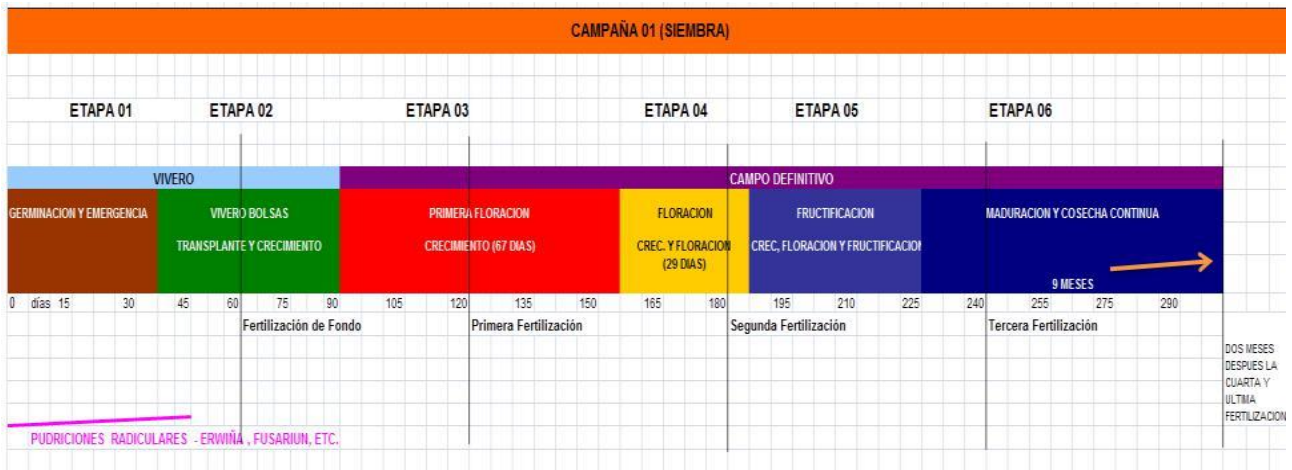 CAMPAÑA 01 (SIEMBRA)
ETAPA 01 ETAPA 02 ETAPA 03 ETAPA 04 ETAPA 05 ETAPA 06
VIVERO CAMPO DEFINITIVO
GERMINACION Y EMERGENCIA VIVERO BOLSAS PRIMERA FLORACION FLORACION FRUCTIFICACION MADURACION Y COSECHA CONTINUA
TRANSPLANTE Y CRECIMIENTO CRECIMIENTO (67 DIAS) CREC. Y FLORACION CREC, FLORACION Y FRUCTIFICACION
(29 DIAS)
9 MESES
0 días 15 30 45 60 75 90 105 120 135 150 165 180 195 210 225 240 255 275 290
Fertilización de Fondo Primera Fertilización Segunda Fertilización Tercera Fertilización
DOS MESES
DESPUES LA
CUARTA Y
ULTIMA
FERTILIZACION
PUDRICIONES RADICULARES - ERWIÑA , FUSARIUN, ETC.